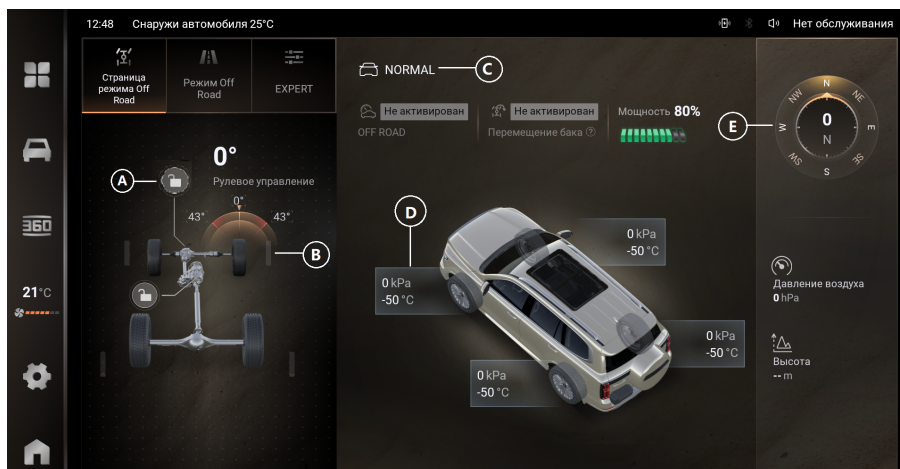 12:48 Снаружи автомобиля 25°C
Нет обслуживания
Страница
режима Off
Road
Режим Off
Road
EXPERT
NORMAL
C
Не активирован
OFF ROAD
Не активирован
Перемещение бака ?
Мощность 80%
0°
Рулевое управление
A
0°
43°
43°
B
D
0 kPa
-50 °C
0 kPa
-50 °C
0 kPa
-50 °C
0 kPa
-50 °C
E
N
NE
E
SE
S
SW
W
NW
0
N
Давление воздуха
0 hPa
Высота
-- m
360
21°C